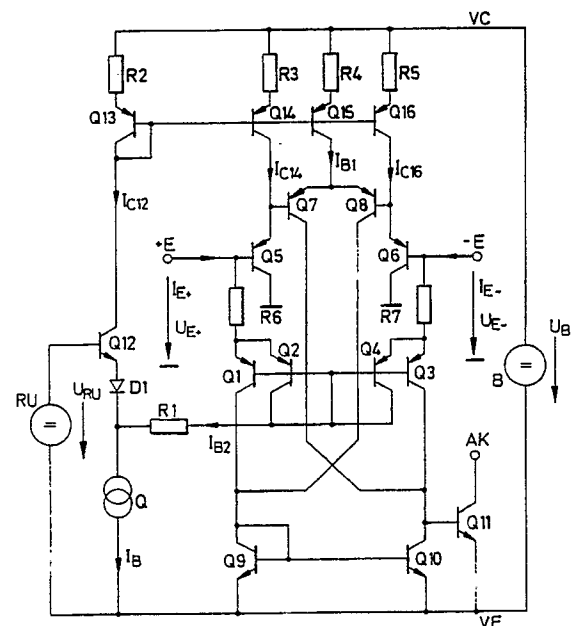 VC
R2
R3
R4
R5
Q13
Q14
Q15
Q16
IC14
IB1
IC16
IC12
Q7
Q8
+E
-E
Q5
Q6
IE+
IE-
R6
R7
UE+
UE-
UB
Q12
Q2
Q4
Q1
Q3
D1
B
RU
URU
R1
IB2
AK
Q
Q11
IB
Q9
Q10
VE